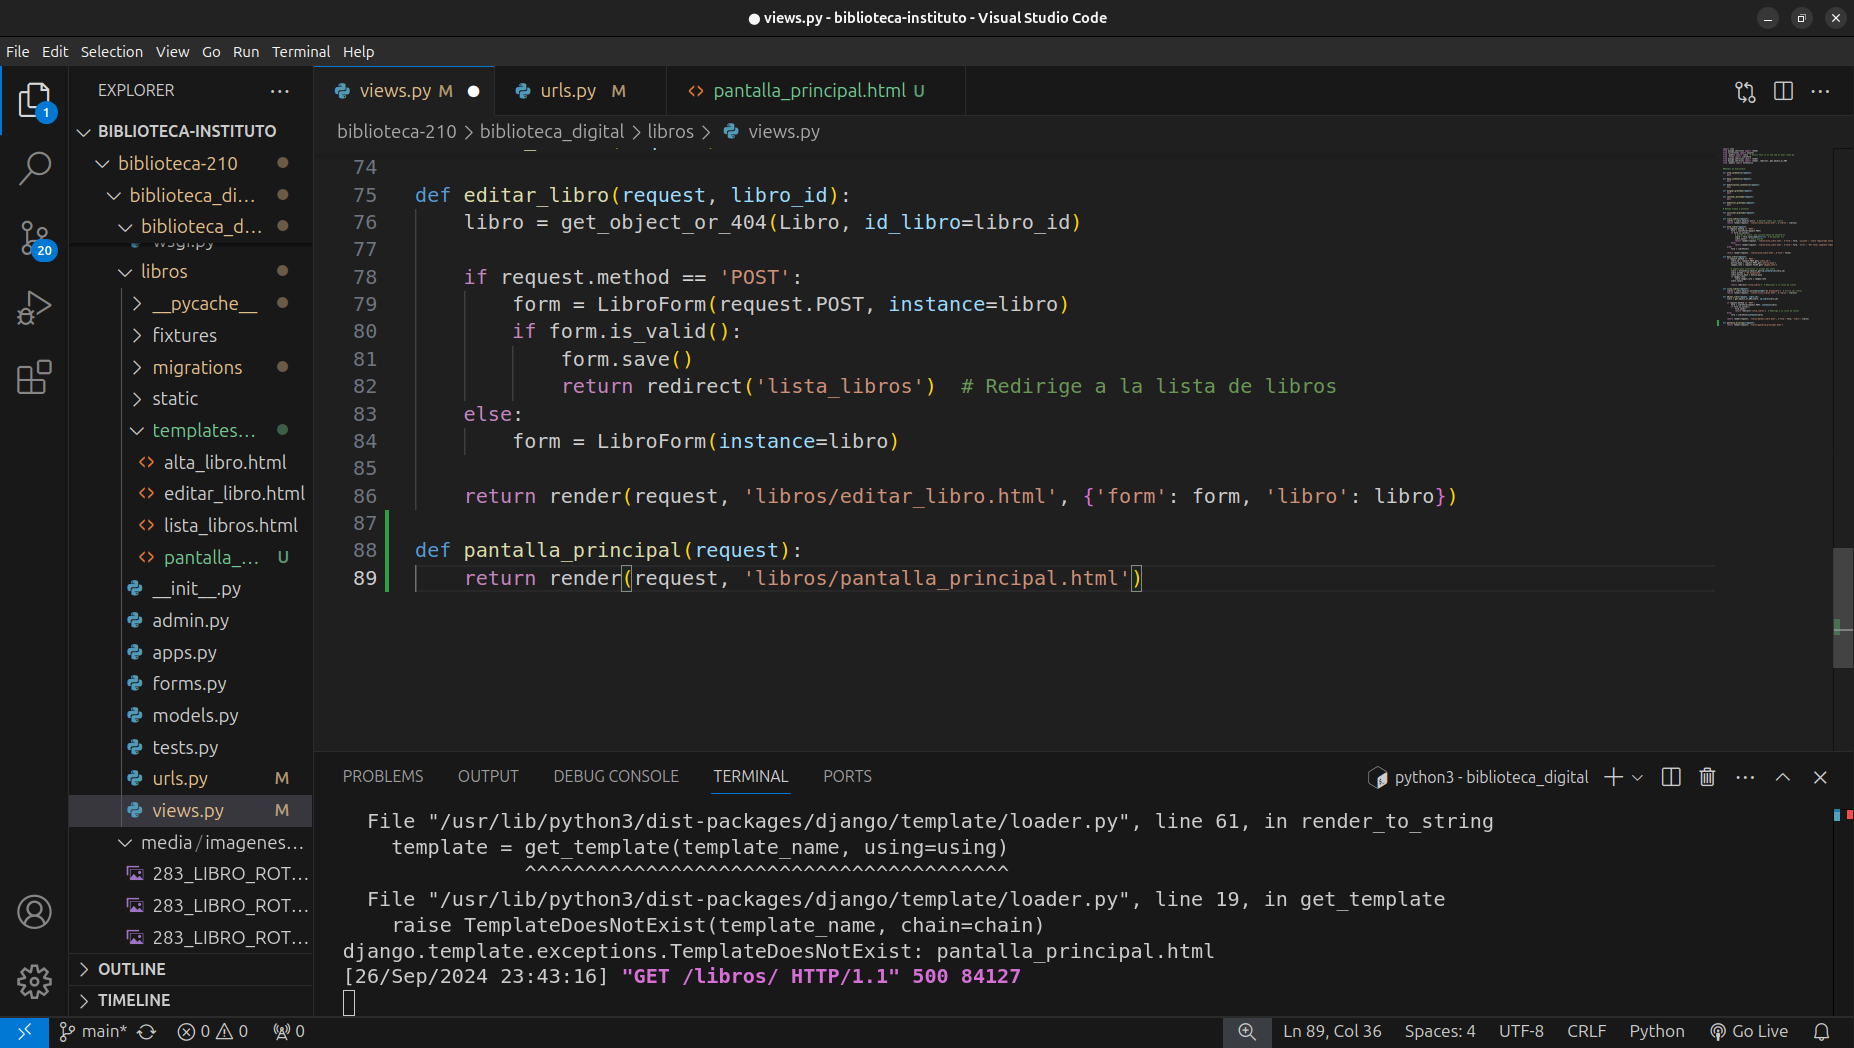 views.py - biblioteca-instituto - Visual Studio Code
File Edit Selection View Go Run Terminal Help
EXPLORER
BIBLIOTECA-INSTITUTO
biblioteca-210
biblioteca_di...
biblioteca_d...
wsgi.py
libros
__pycache__
fixtures
migrations
static
templates...
alta_libro.html
editar_libro.html
lista_libros.html
pantalla_... U
__init__.py
admin.py
apps.py
forms.py
models.py
tests.py
urls.py M
views.py M
media/imagenes...
283_LIBRO_ROT...
283_LIBRO_ROT...
283_LIBRO_ROT...
OUTLINE
TIMELINE
1
20
views.py M urls.py M pantalla_principal.html U
biblioteca-210 > biblioteca_digital > libros > views.py
74
75 def editar_libro(request, libro_id):
76 libro = get_object_or_404(Libro, id_libro=libro_id)
77
78 if request.method == 'POST':
79 form = LibroForm(request.POST, instance=libro)
80 if form.is_valid():
81 form.save()
82 return redirect('lista_libros')  # Redirige a la lista de libros
83 else:
84 form = LibroForm(instance=libro)
85
86 return render(request, 'libros/editar_libro.html', {'form': form, 'libro': libro})
87
88 def pantalla_principal(request):
89 return render(request, 'libros/pantalla_principal.html')
PROBLEMS OUTPUT DEBUG CONSOLE TERMINAL PORTS
python3 - biblioteca_digital
File "/usr/lib/python3/dist-packages/django/template/loader.py", line 61, in render_to_string
template = get_template(template_name, using=using)
^^^^^^^^^^^^^^^^^^^^^^^^^^^^^^^^^^^^^^^^
File "/usr/lib/python3/dist-packages/django/template/loader.py", line 19, in get_template
raise TemplateDoesNotExist(template_name, chain=chain)
django.template.exceptions.TemplateDoesNotExist: pantalla_principal.html
[26/Sep/2024 23:43:16] "GET /libros/ HTTP/1.1" 500 84127
main* 0 0 0 Ln 89, Col 36 Spaces: 4 UTF-8 CRLF Python Go Live